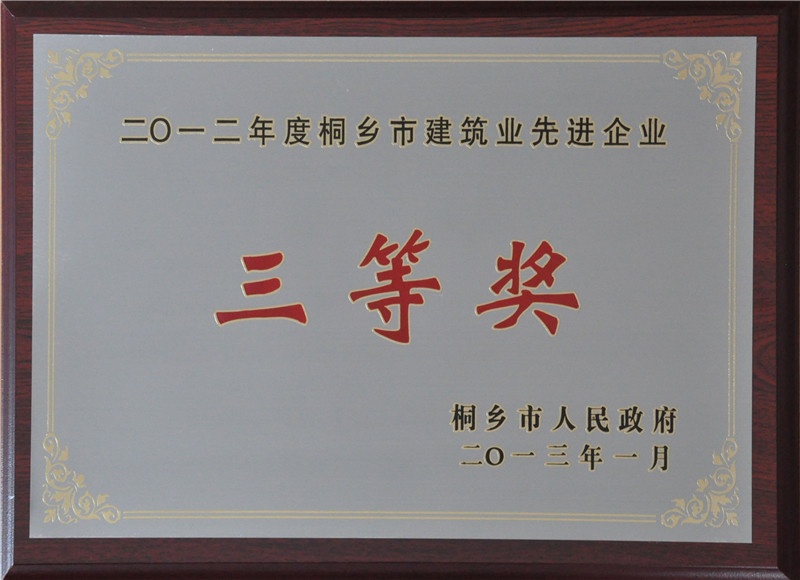 二〇一二年度桐乡市建筑业先进企业
三等奖
桐乡市人民政府
二〇一三年一月